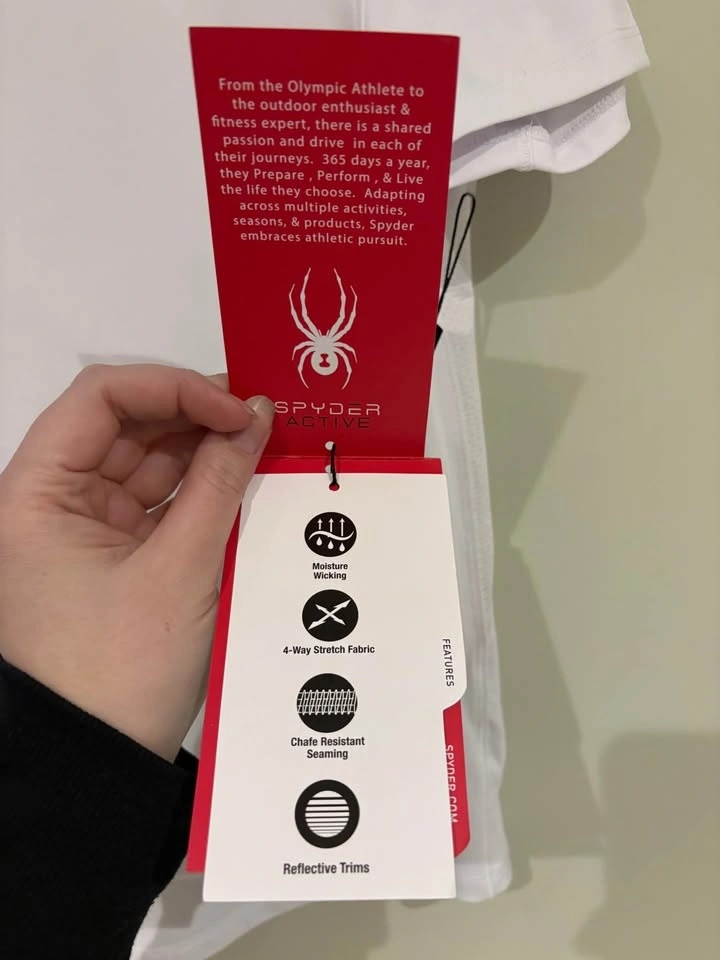 From the Olympic Athlete to
the outdoor enthusiast &
fitness expert, there is a shared
passion and drive in each of
their journeys. 365 days a year,
they Prepare , Perform , & Live
the life they choose. Adapting
across multiple activities,
seasons, & products, Spyder
embraces athletic pursuit.
SPYDER
ACTIVE
Moisture
Wicking
4-Way Stretch Fabric
FEATURES
Chafe Resistant
Seaming
SPYDER.COM
Reflective Trims